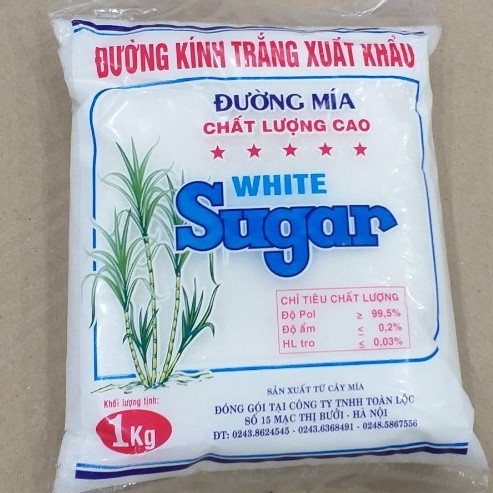 ĐƯỜNG KÍNH TRẮNG XUẤT KHẨU
ĐƯỜNG MÍA
CHẤT LƯỢNG CAO
WHITE
Sugar
CHỈ TIÊU CHẤT LƯỢNG
Độ Pol ≥ 99,5%
Độ ẩm ≤ 0,2%
HL tro ≤ 0,03%
Khối lượng tịnh:
1Kg
SẢN XUẤT TỪ CÂY MÍA
ĐÓNG GÓI TẠI CÔNG TY TNHH TOÀN LỘC
SỐ 15 MẠC THỊ BƯỞI - HÀ NỘI
ĐT: 0243.8624545 - 0243.6368491 - 0248.5867556